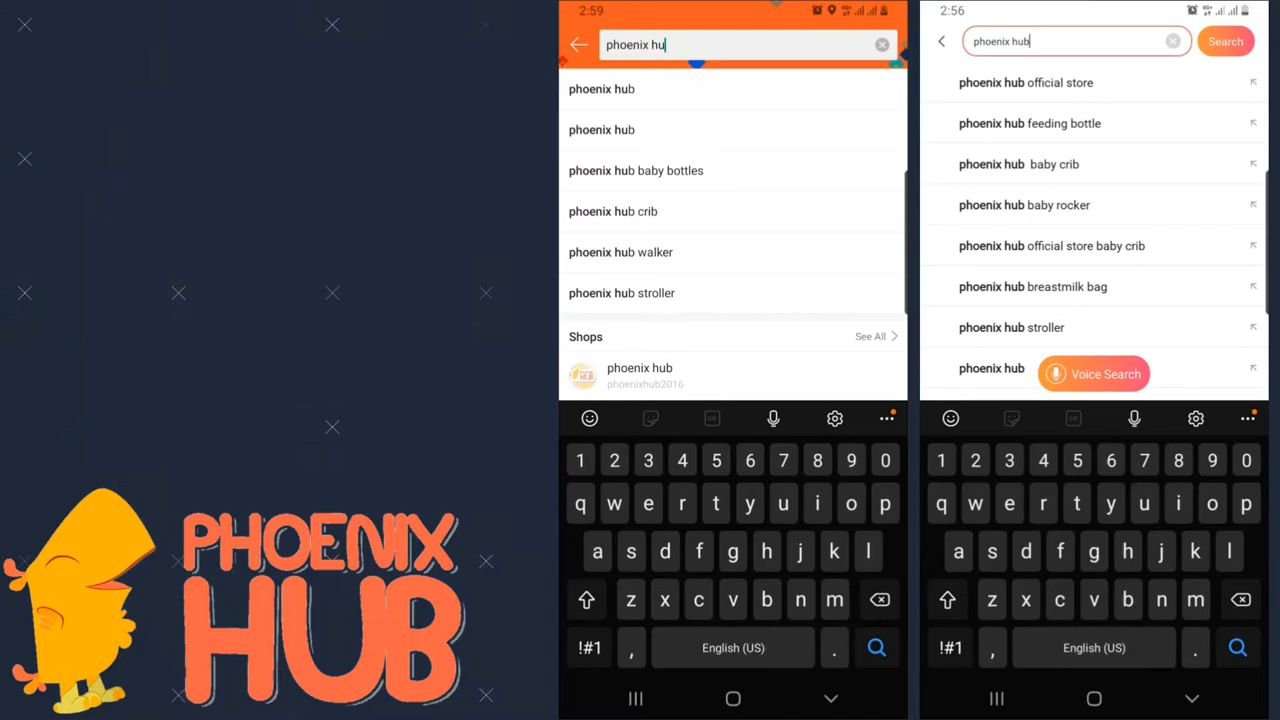 PHOENIX
HUB
2:59
phoenix hu
phoenix hub
phoenix hub
phoenix hub baby bottles
phoenix hub crib
phoenix hub walker
phoenix hub stroller
Shops
See All
phoenix hub
phoenixhub2016
1 2 3 4 5 6 7 8 9 0
q w e r t y u i o p
a s d f g h j k l
z x c v b n m
!#1 , English (US) .
2:56
phoenix hub
Search
phoenix hub official store
phoenix hub feeding bottle
phoenix hub baby crib
phoenix hub baby rocker
phoenix hub official store baby crib
phoenix hub breastmilk bag
phoenix hub stroller
phoenix hub
Voice Search
1 2 3 4 5 6 7 8 9 0
q w e r t y u i o p
a s d f g h j k l
z x c v b n m
!#1 , English (US) .